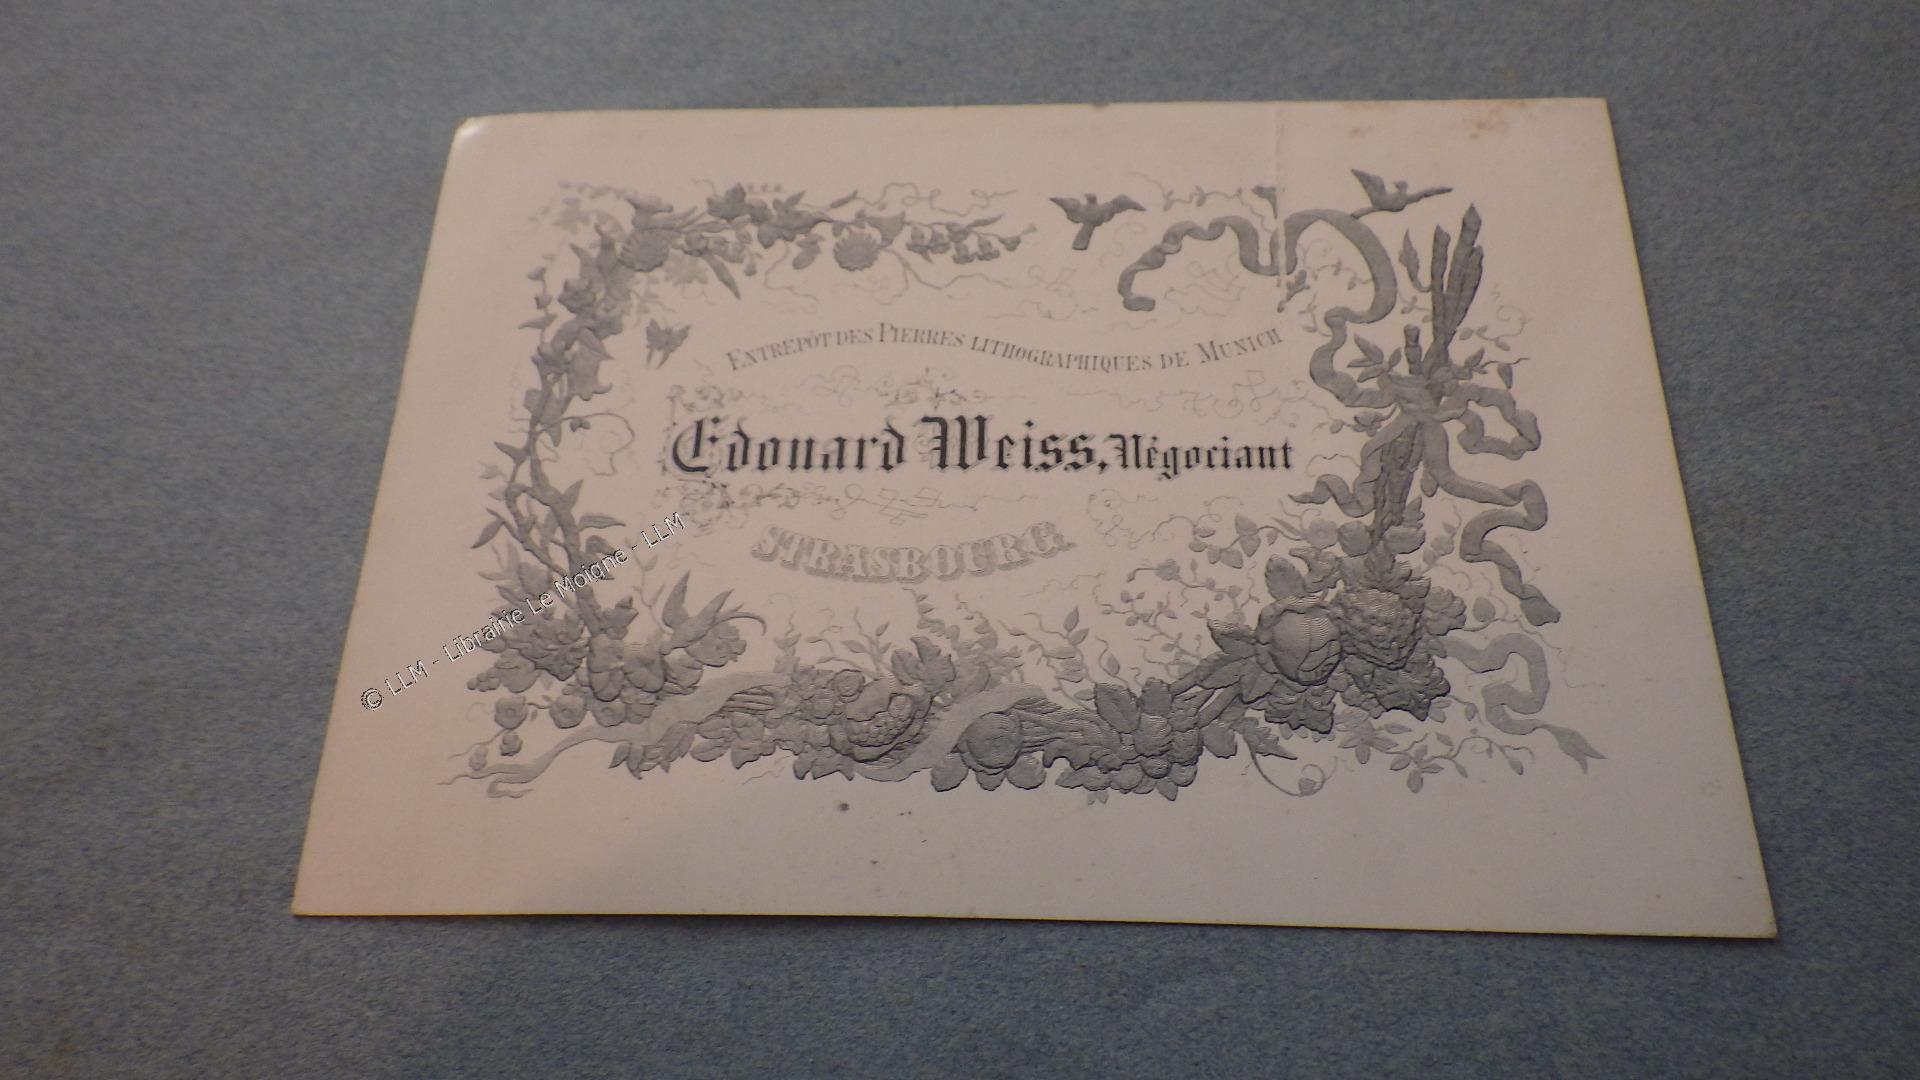 ENTREPÔT DES PIERRES LITHOGRAPHIQUES DE MUNICH
Edouard Weiss, Négociant
STRASBOURG
© LLM - Librairie Le Moigne - LLM